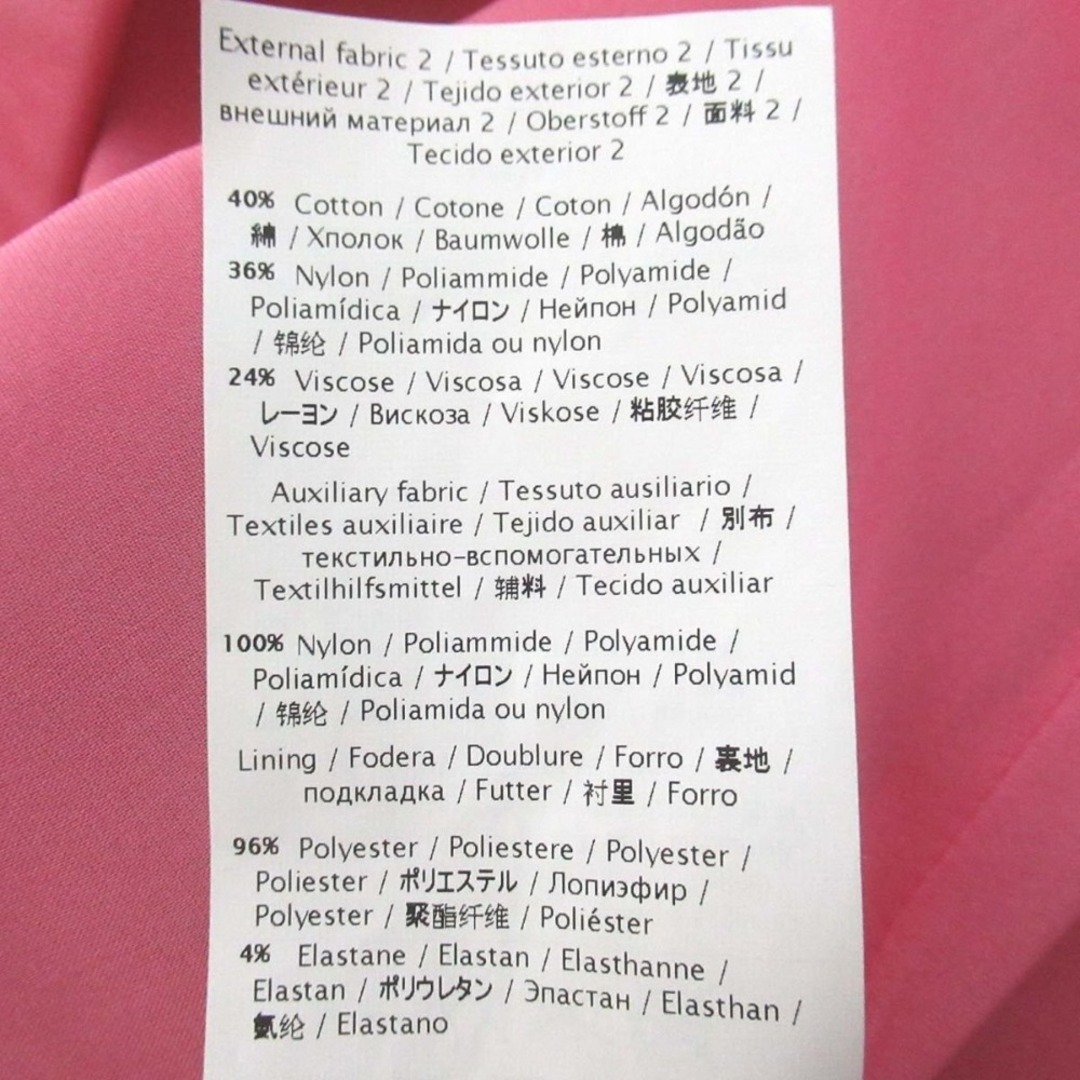 External fabric 2 / Tessuto esterno 2 / Tissu
extérieur 2 / Tejido exterior 2 / 表地 2 /
внешний материал 2 / Oberstoff 2 / 面料 2 /
Tecido exterior 2
40% Cotton / Cotone / Coton / Algodón /
綿 / Хполок / Baumwolle / 棉 / Algodão
36% Nylon / Poliammide / Polyamide /
Poliamídica / ナイロン / Нейпон / Polyamid
/ 锦纶 / Poliamida ou nylon
24% Viscose / Viscosa / Viscose / Viscosa /
レーヨン / Вискоза / Viskose / 粘胶纤维 /
Viscose
Auxiliary fabric / Tessuto ausiliario /
Textiles auxiliaire / Tejido auxiliar / 別布 /
текстильно-вспомогательных /
Textilhilfsmittel / 辅料 / Tecido auxiliar
100% Nylon / Poliammide / Polyamide /
Poliamídica / ナイロン / Нейпон / Polyamid
/ 锦纶 / Poliamida ou nylon
Lining / Fodera / Doublure / Forro / 裏地 /
подкладка / Futter / 衬里 / Forro
96% Polyester / Poliestere / Polyester /
Poliester / ポリエステル / Лопиэфир /
Polyester / 聚酯纤维 / Poliéster
4% Elastane / Elastan / Elasthanne /
Elastan / ポリウレタン / Эпастан / Elasthan /
氨纶 / Elastano